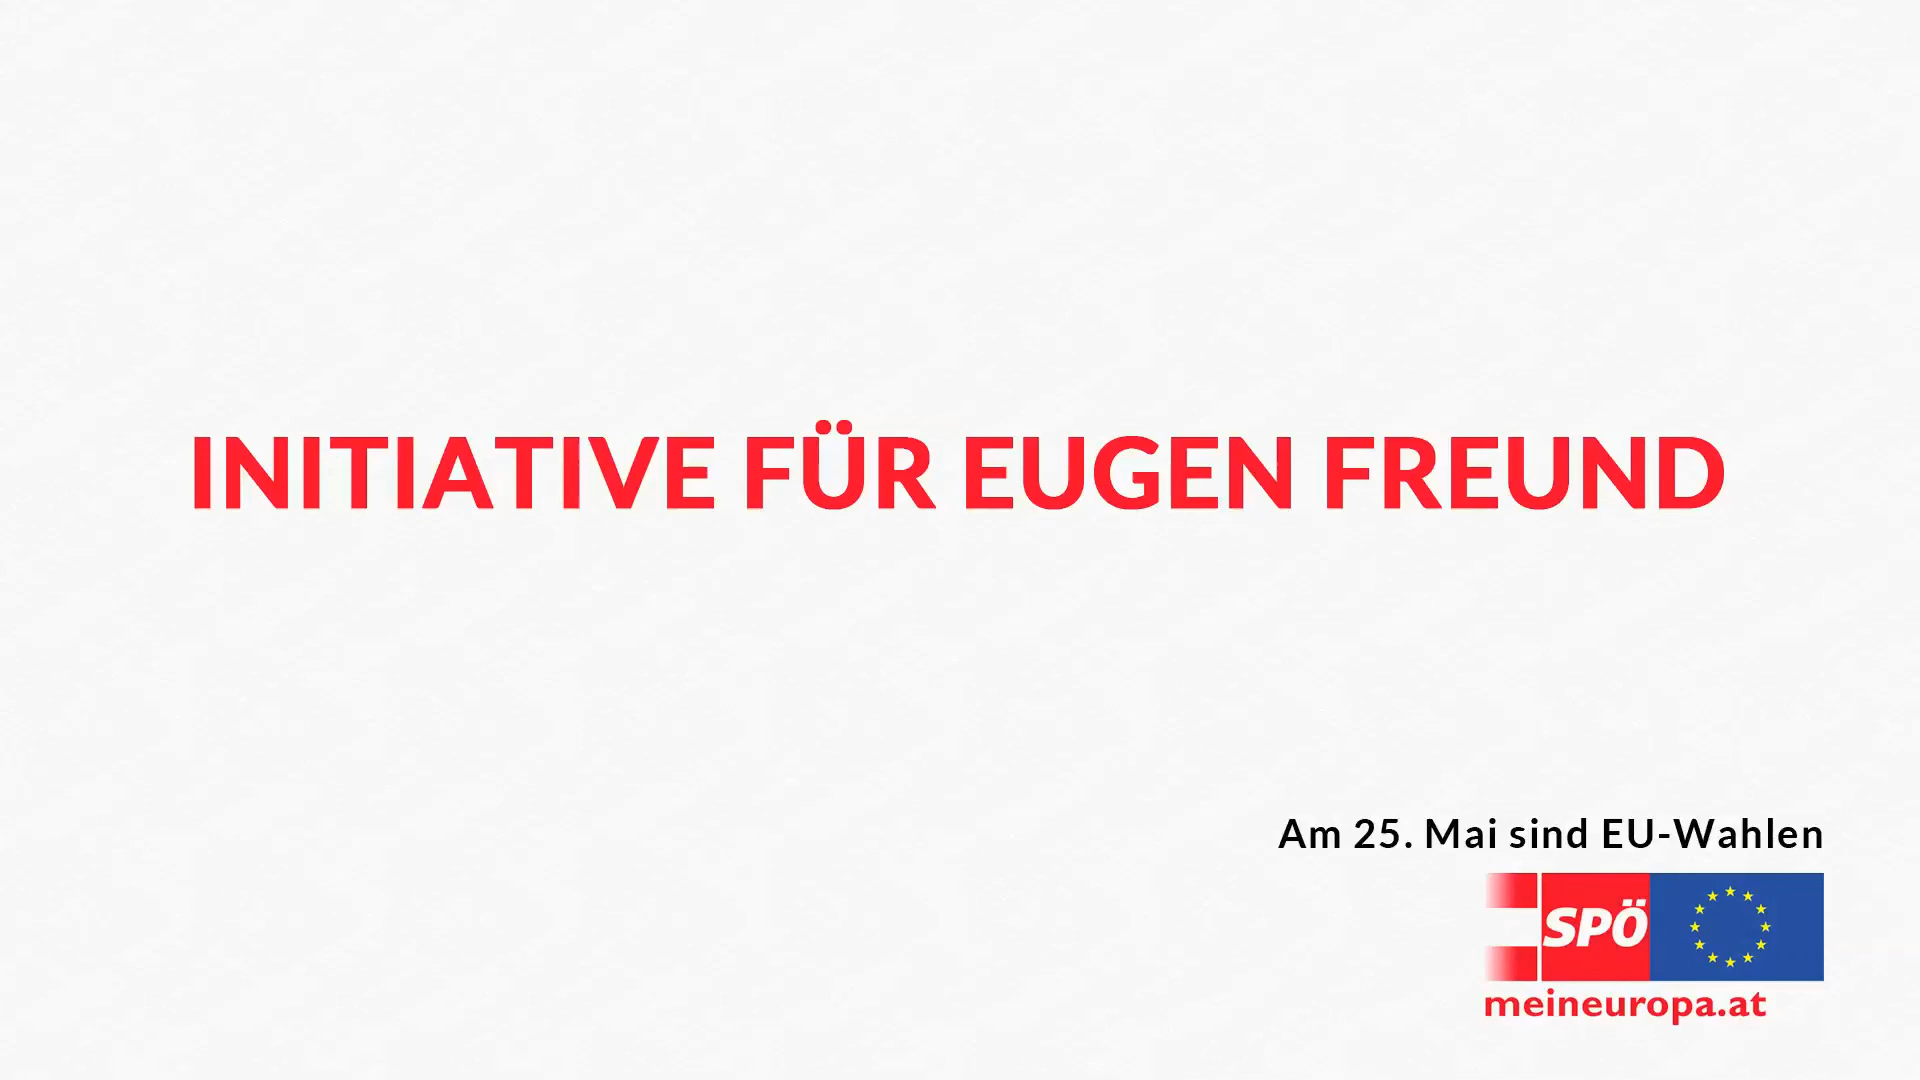 INITIATIVE FÜR EUGEN FREUND
Am 25. Mai sind EU-Wahlen
SPÖ
meineuropa.at